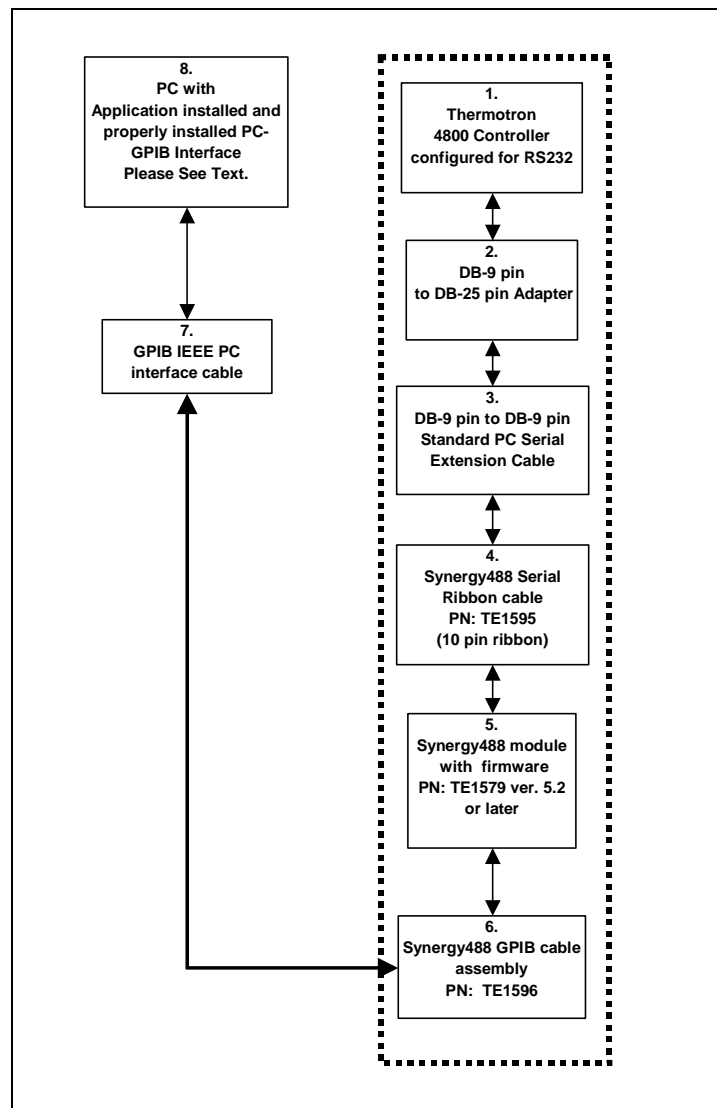 8.
PC with
Application installed and
properly installed PC-
GPIB Interface
Please See Text.
1.
Thermotron
4800 Controller
configured for RS232
2.
DB-9 pin
to DB-25 pin Adapter
7.
GPIB IEEE PC
interface cable
3.
DB-9 pin to DB-9 pin
Standard PC Serial
Extension Cable
4.
Synergy488 Serial
Ribbon cable
PN: TE1595
(10 pin ribbon)
5.
Synergy488 module
with firmware
PN: TE1579 ver. 5.2
or later
6.
Synergy488 GPIB cable
assembly
PN: TE1596